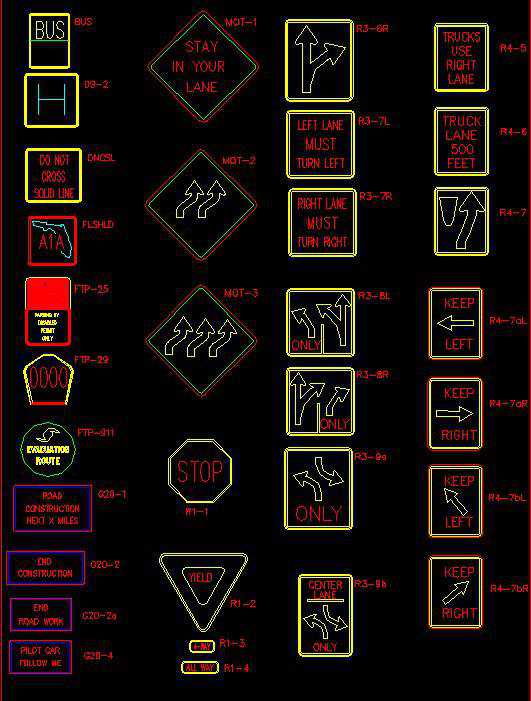 BUS
BUS
H
D9-2
DO NOT
CROSS
SOLID LINE
DNCSL
A1A
FLSHLD
PARKING BY
DISABLED
PERMIT
ONLY
FTP-25
0000
FTP-29
EVACUATION
ROUTE
FTP-911
ROAD
CONSTRUCTION
NEXT X MILES
G20-1
END
CONSTRUCTION
G20-2
END
ROAD WORK
G20-2a
PILOT CAR
FOLLOW ME
G20-4
STAY
IN YOUR
LANE
MOT-1
MOT-2
MOT-3
STOP
R1-1
YIELD
R1-2
4-WAY
R1-3
ALL WAY
R1-4
R3-6R
LEFT LANE
MUST
TURN LEFT
R3-7L
RIGHT LANE
MUST
TURN RIGHT
R3-7R
ONLY
R3-8L
ONLY
R3-8R
ONLY
R3-9a
CENTER
LANE
ONLY
R3-9b
TRUCKS
USE
RIGHT
LANE
R4-5
TRUCK
LANE
500
FEET
R4-6
R4-7
KEEP
LEFT
R4-7aL
KEEP
RIGHT
R4-7aR
KEEP
LEFT
R4-7bL
KEEP
RIGHT
R4-7bR